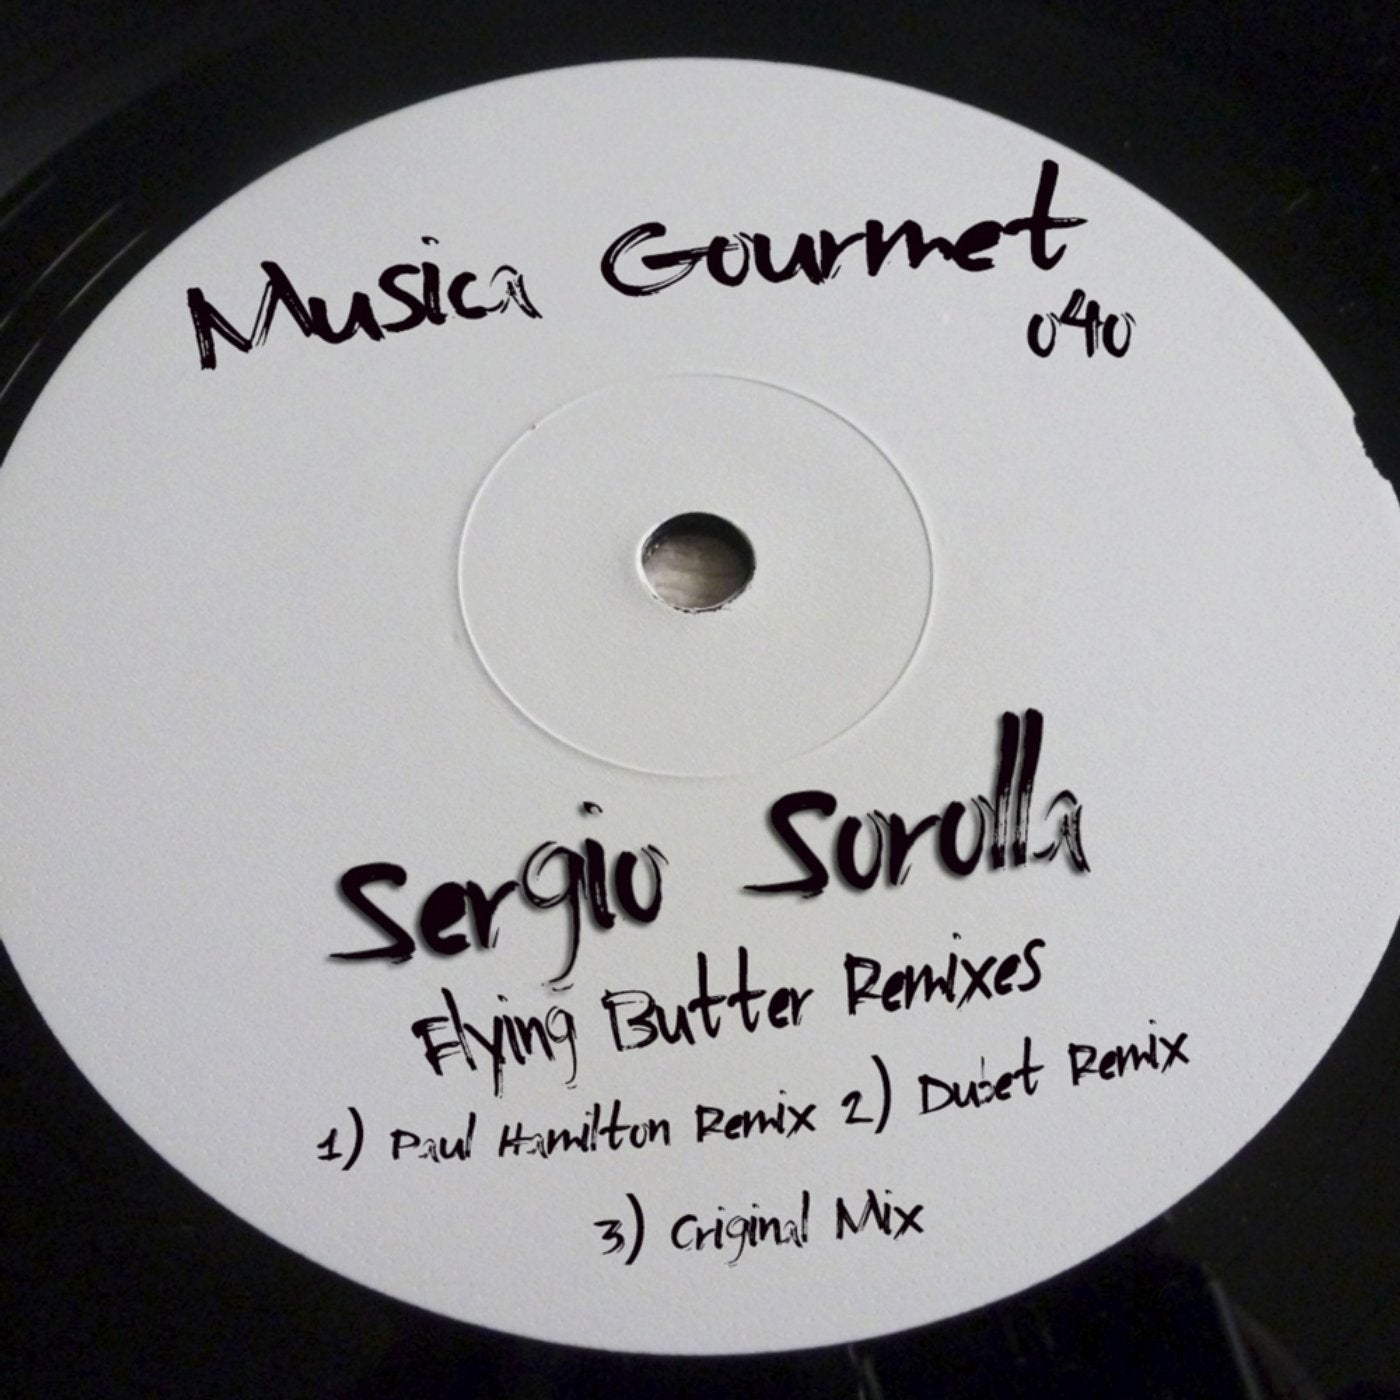 Musica Gourmet
040
Sergio Sorolla
Flying Butter Remixes
1) Paul Hamilton Remix 2) Dubet Remix
3) Original Mix